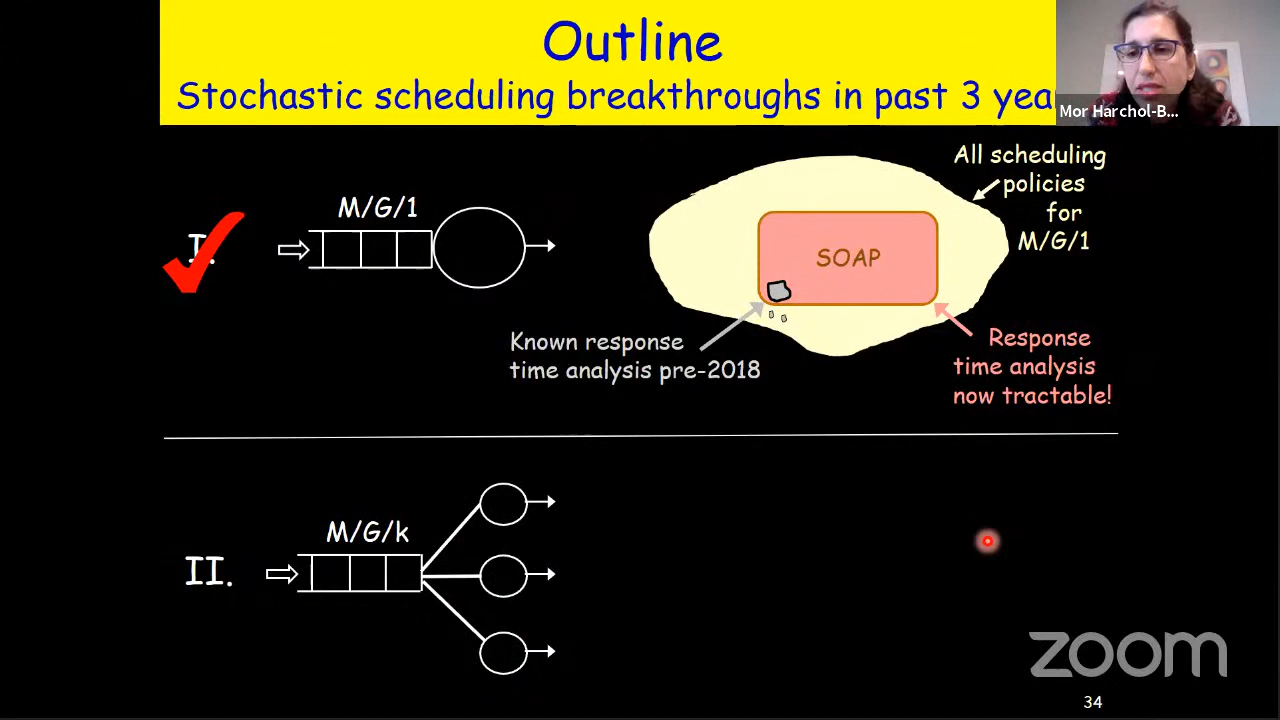 Outline
Stochastic scheduling breakthroughs in past 3 yea
Mor Harchol-B...
All scheduling
policies
for
M/G/1
M/G/1
I.
SOAP
Known response
time analysis pre-2018
Response
time analysis
now tractable!
M/G/k
II.
zoom
34